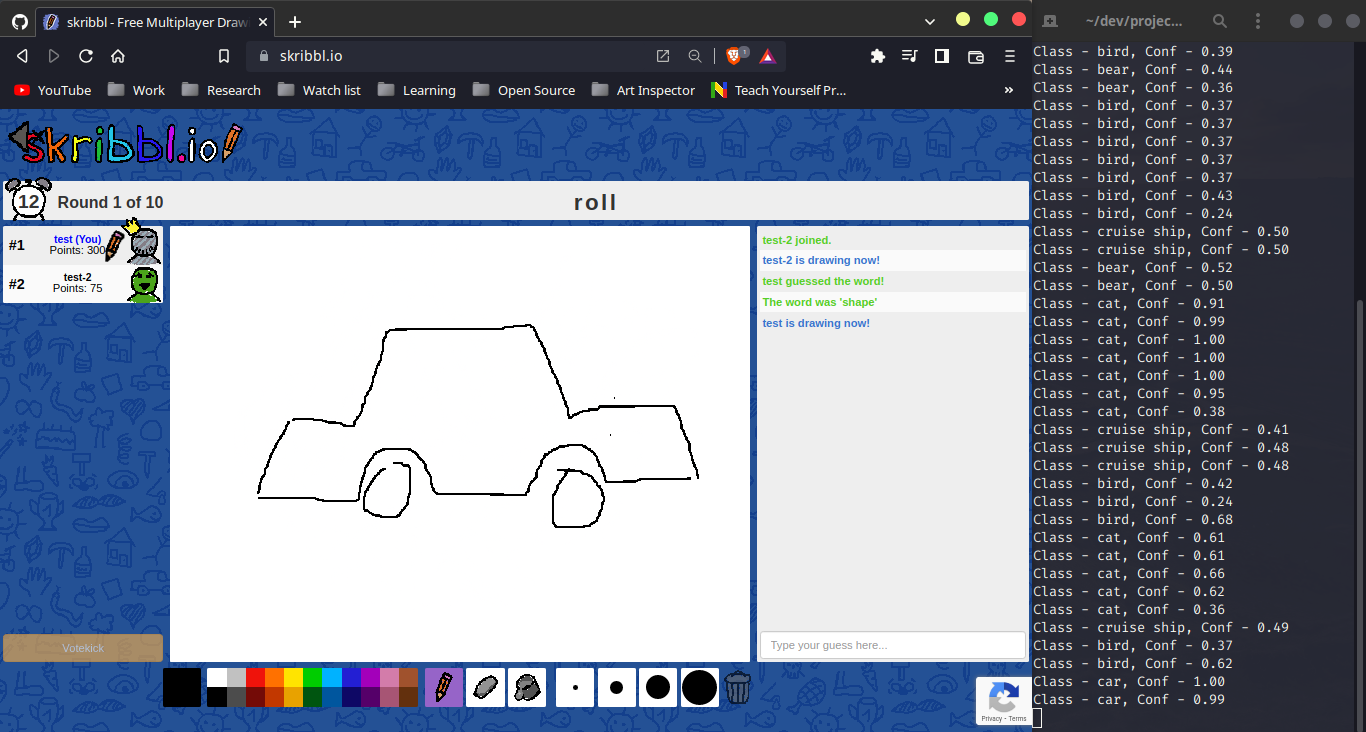 skribbl - Free Multiplayer Draw
skribbl.io
1
YouTube
Work
Research
Watch list
Learning
Open Source
Art Inspector
Teach Yourself Pr...
»
skribbl.io
12
Round 1 of 10
roll
#1
test (You)
Points: 300
#2
test-2
Points: 75
Votekick
test-2 joined.
test-2 is drawing now!
test guessed the word!
The word was 'shape'
test is drawing now!
Type your guess here...
Privacy - Terms
~/dev/projec...
Class - bird, Conf - 0.39
Class - bear, Conf - 0.44
Class - bear, Conf - 0.36
Class - bird, Conf - 0.37
Class - bird, Conf - 0.37
Class - bird, Conf - 0.37
Class - bird, Conf - 0.37
Class - bird, Conf - 0.37
Class - bird, Conf - 0.43
Class - bird, Conf - 0.24
Class - cruise ship, Conf - 0.50
Class - cruise ship, Conf - 0.50
Class - bear, Conf - 0.52
Class - bear, Conf - 0.50
Class - cat, Conf - 0.91
Class - cat, Conf - 0.99
Class - cat, Conf - 1.00
Class - cat, Conf - 1.00
Class - cat, Conf - 1.00
Class - cat, Conf - 0.95
Class - cat, Conf - 0.38
Class - cruise ship, Conf - 0.41
Class - cruise ship, Conf - 0.48
Class - cruise ship, Conf - 0.48
Class - bird, Conf - 0.42
Class - bird, Conf - 0.24
Class - bird, Conf - 0.68
Class - cat, Conf - 0.61
Class - cat, Conf - 0.61
Class - cat, Conf - 0.66
Class - cat, Conf - 0.62
Class - cat, Conf - 0.36
Class - cruise ship, Conf - 0.49
Class - bird, Conf - 0.37
Class - bird, Conf - 0.62
Class - car, Conf - 1.00
Class - car, Conf - 0.99